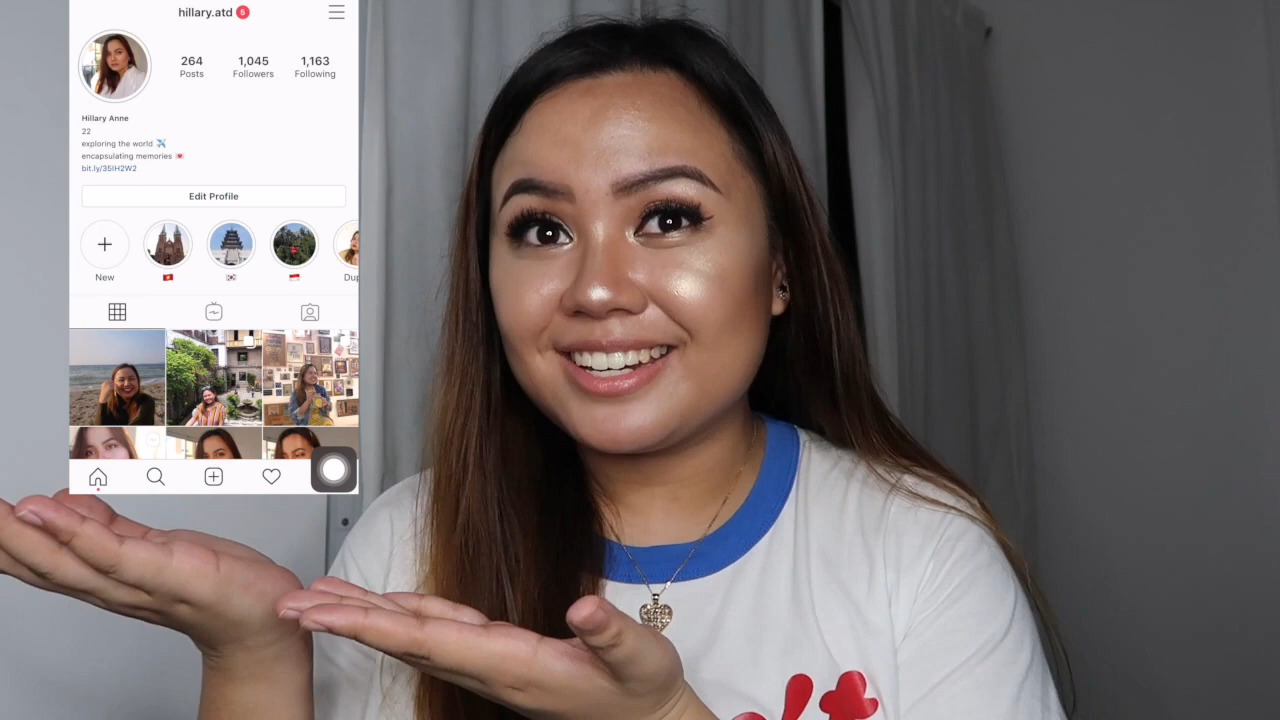 hillary.atd 5
264
1,045
1,163
Posts
Followers
Following
Hillary Anne
22
exploring the world ✈️
encapsulating memories 💌
bit.ly/35IH2W2
Edit Profile
New
Dup